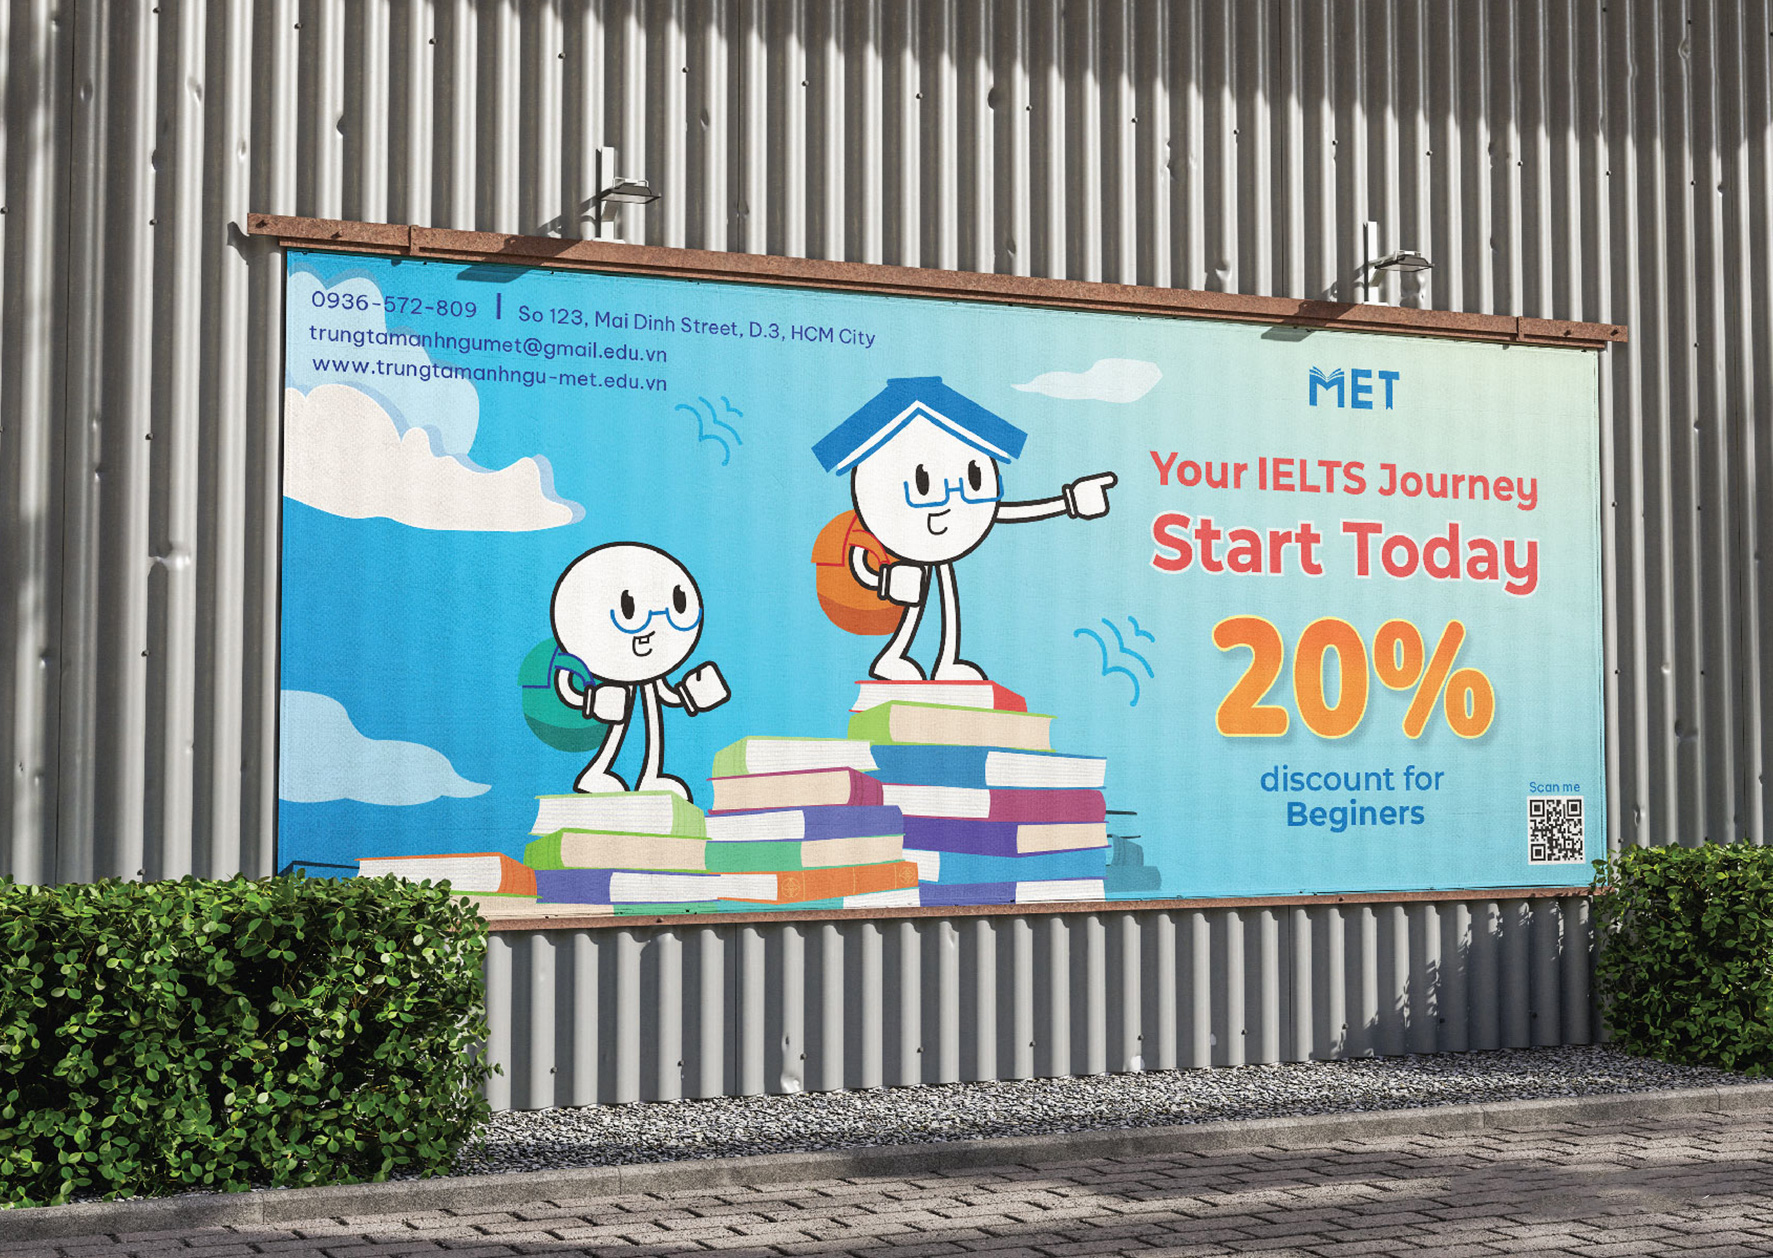 0936-572-809 | So 123, Mai Dinh Street, D.3, HCM City
trungtamanhngumet@gmail.edu.vn
www.trungtamanhngu-met.edu.vn
MET
Your IELTS Journey
Start Today
20%
discount for
Beginers
Scan me